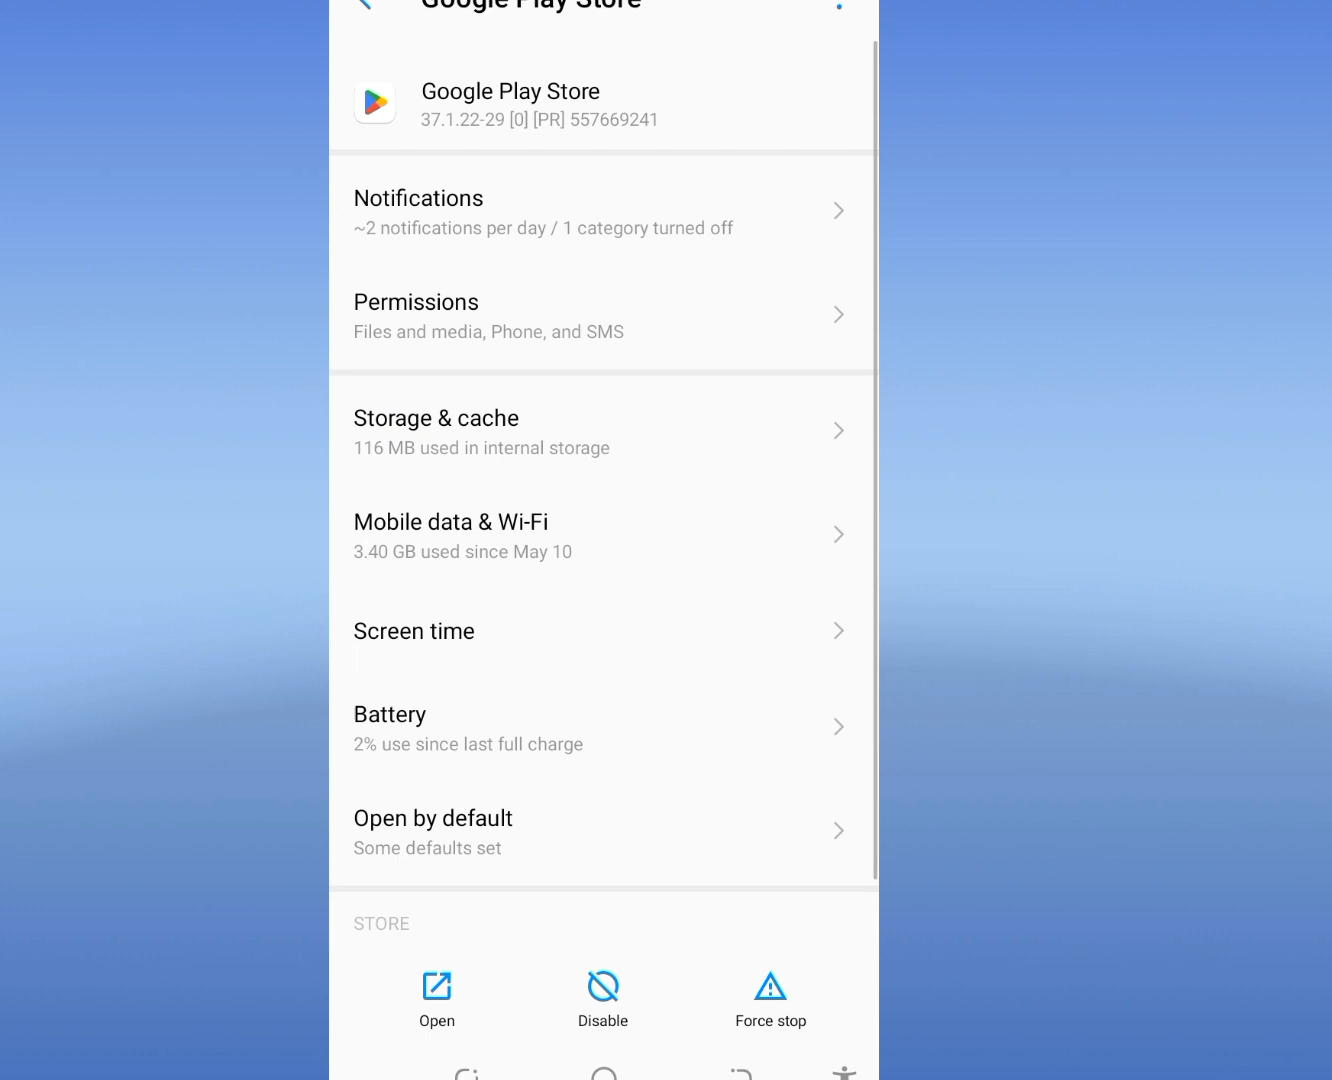 Google Play Store
Google Play Store
37.1.22-29 [0] [PR] 557669241
Notifications
~2 notifications per day / 1 category turned off
Permissions
Files and media, Phone, and SMS
Storage & cache
116 MB used in internal storage
Mobile data & Wi-Fi
3.40 GB used since May 10
Screen time
Battery
2% use since last full charge
Open by default
Some defaults set
STORE
Open Disable Force stop